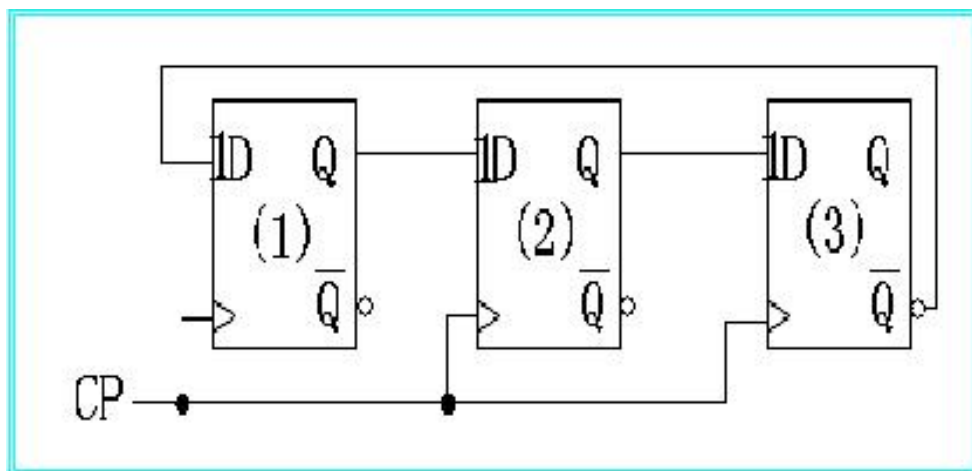 1D Q 1D Q 1D Q
(1) (2) (3)
Q̅ Q̅ Q̅
CP